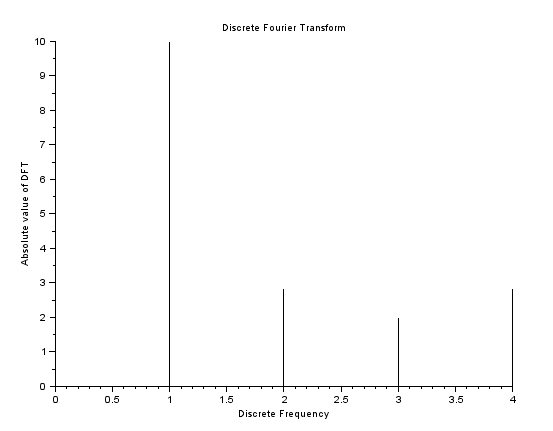 Discrete Fourier Transform
10
9
8
7
6
5
4
3
2
1
0
Absolute value of DFT
0 0.5 1 1.5 2 2.5 3 3.5 4
Discrete Frequency